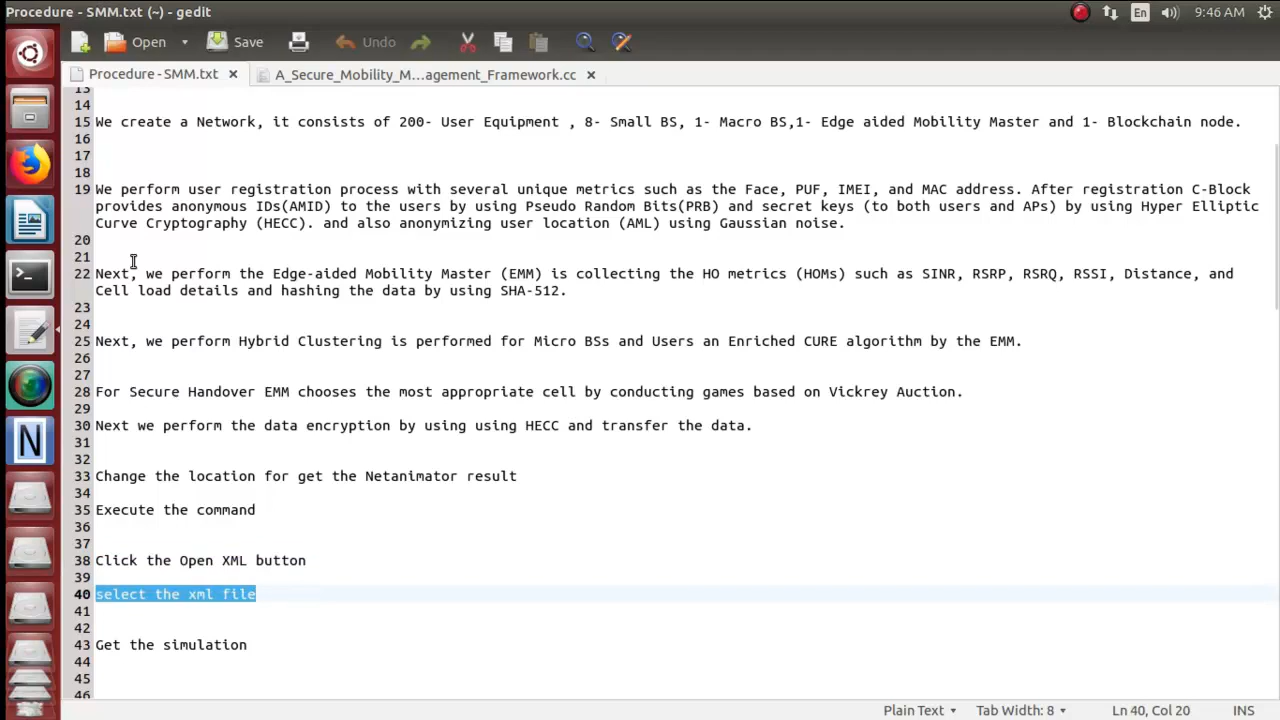 Procedure - SMM.txt (~) - gedit
En
9:46 AM
Open
Save
Undo
Procedure - SMM.txt
A_Secure_Mobility_M...agement_Framework.cc
13
14
15 We create a Network, it consists of 200- User Equipment , 8- Small BS, 1- Macro BS,1- Edge aided Mobility Master and 1- Blockchain node.
16
17
18
19 We perform user registration process with several unique metrics such as the Face, PUF, IMEI, and MAC address. After registration C-Block
provides anonymous IDs(AMID) to the users by using Pseudo Random Bits(PRB) and secret keys (to both users and APs) by using Hyper Elliptic
Curve Cryptography (HECC). and also anonymizing user location (AML) using Gaussian noise.
20
21
22 Next, we perform the Edge-aided Mobility Master (EMM) is collecting the HO metrics (HOMs) such as SINR, RSRP, RSRQ, RSSI, Distance, and
Cell load details and hashing the data by using SHA-512.
23
24
25 Next, we perform Hybrid Clustering is performed for Micro BSs and Users an Enriched CURE algorithm by the EMM.
26
27
28 For Secure Handover EMM chooses the most appropriate cell by conducting games based on Vickrey Auction.
29
30 Next we perform the data encryption by using using HECC and transfer the data.
31
32
33 Change the location for get the Netanimator result
34
35 Execute the command
36
37
38 Click the Open XML button
39
40 select the xml file
41
42
43 Get the simulation
44
45
46
Plain Text
Tab Width: 8
Ln 40, Col 20
INS